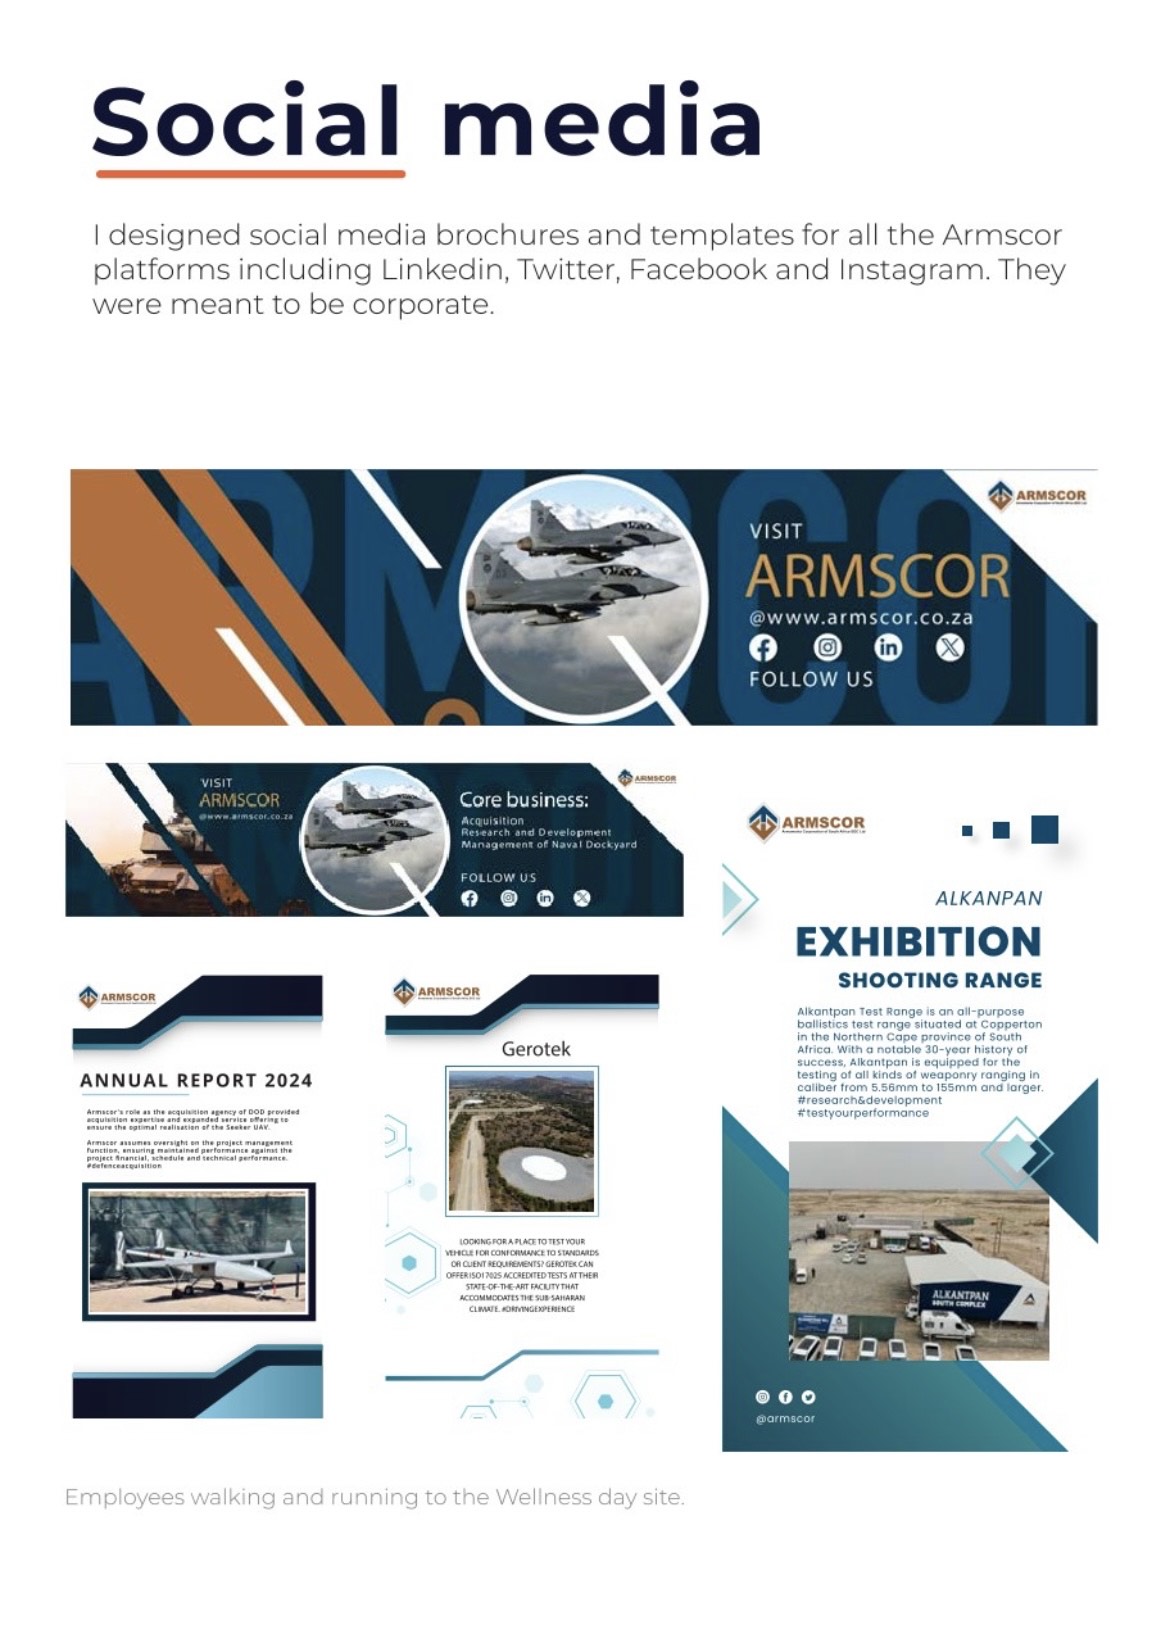 Social media
I designed social media brochures and templates for all the Armscor
platforms including Linkedin, Twitter, Facebook and Instagram. They
were meant to be corporate.
ARMSCOR
ARMSCOR
VISIT
ARMSCOR
@www.armscor.co.za
FOLLOW US
VISIT
ARMSCOR
@www.armscor.co.za
Core business:
Acquisition
Research and Development
Management of Naval Dockyard
FOLLOW US
ARMSCOR
ARMSCOR
ANNUAL REPORT 2024
Armscor's role as the acquisition agency of DOD provided
acquisition expertise and expanded service offering to
ensure the optimal realisation of the Seeker UAV.
Armscor assumes oversight on the project management
function, ensuring maintained performance against the
project financial, schedule and technical performance.
#defenceacquisition
ARMSCOR
Gerotek
LOOKING FOR A PLACE TO TEST YOUR
VEHICLE FOR CONFORMANCE TO STANDARDS
OR CLIENT REQUIREMENTS? GEROTEK CAN
OFFER ISO17025 ACCREDITED TESTS AT THEIR
STATE-OF-THE-ART FACILITY THAT
ACCOMMODATES THE SUB-SAHARAN
CLIMATE. #DRIVINGEXPERIENCE
ARMSCOR
ALKANPAN
EXHIBITION
SHOOTING RANGE
Alkantpan Test Range is an all-purpose
ballistics test range situated at Copperton
in the Northern Cape province of South
Africa. With a notable 30-year history of
success, Alkantpan is equipped for the
testing of all kinds of weaponry ranging in
caliber from 5.56mm to 155mm and larger.
#research&development
#testyourperformance
ALKANTPAN
SOUTH COMPLEX
@armscor
Employees walking and running to the Wellness day site.